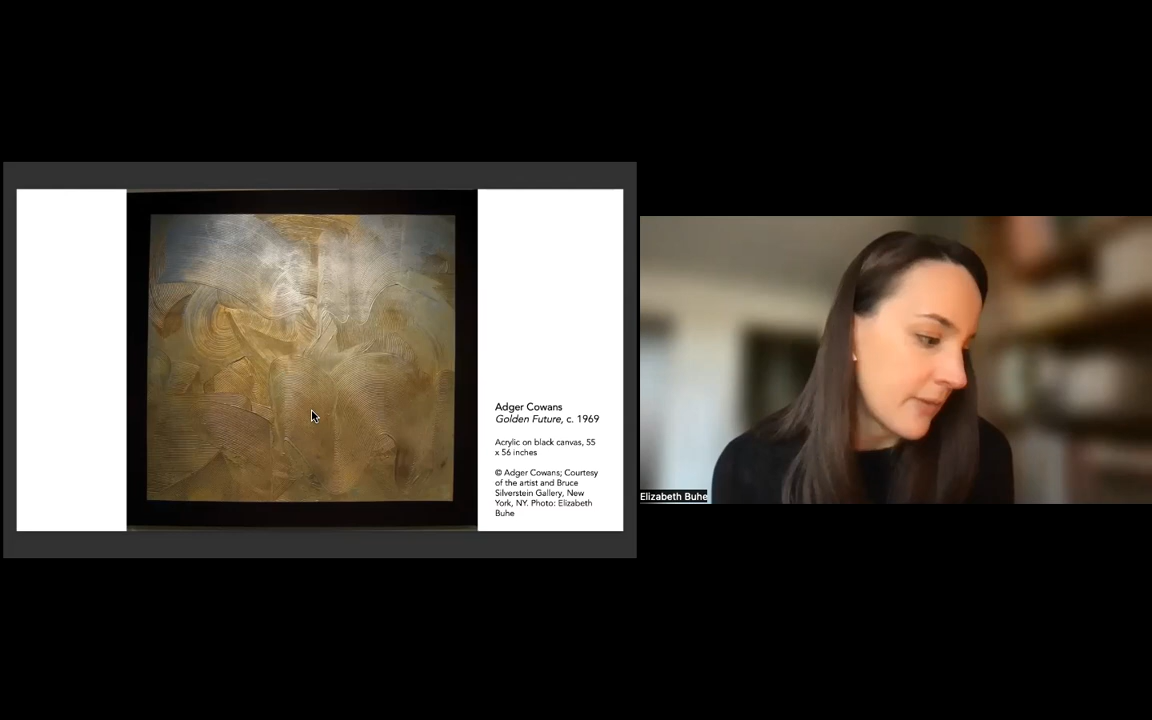 Adger Cowans
Golden Future, c. 1969
Acrylic on black canvas, 55
x 56 inches
© Adger Cowans; Courtesy
of the artist and Bruce
Silverstein Gallery, New
York, NY. Photo: Elizabeth
Buhe
Elizabeth Buhe